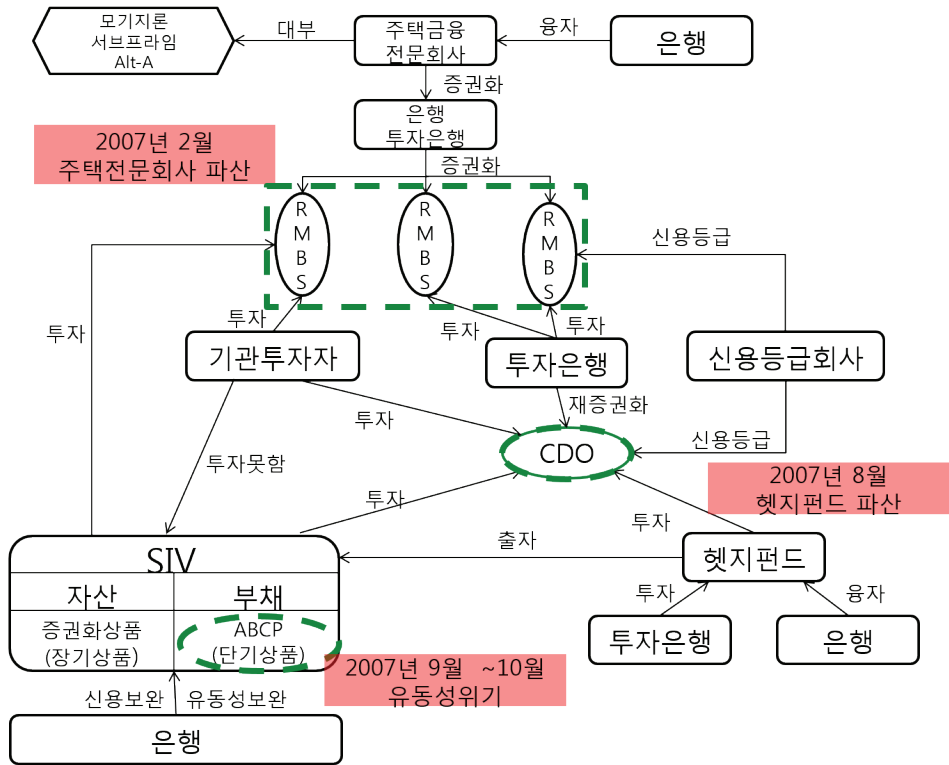 모기지론
서브프라임
Alt-A
대부
주택금융
전문회사
융자
은행
증권화
은행
투자은행
2007년 2월
주택전문회사 파산
증권화
R
M
B
S
R
M
B
S
R
M
B
S
신용등급
투자
투자
투자
투자
기관투자자
투자은행
신용등급회사
재증권화
투자
신용등급
CDO
투자못함
2007년 8월
헷지펀드 파산
투자
투자
출자
SIV
헷지펀드
자산
부채
투자
융자
증권화상품
(장기상품)
ABCP
(단기상품)
투자은행
은행
2007년 9월 ~10월
유동성위기
신용보완
유동성보완
은행